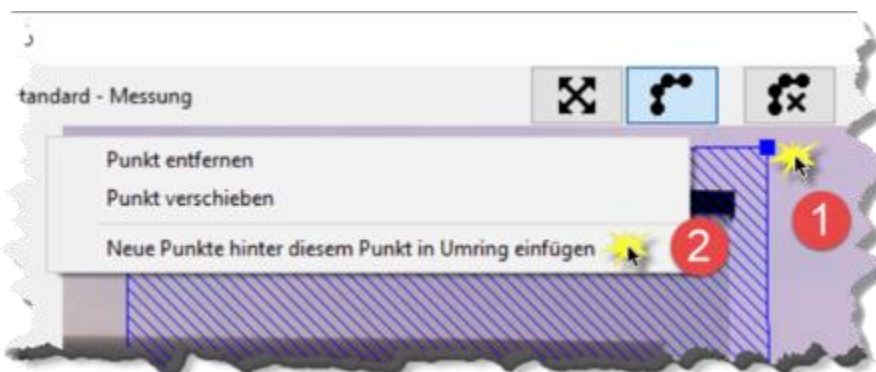 tandard - Messung
Punkt entfernen
Punkt verschieben
1
Neue Punkte hinter diesem Punkt in Umring einfügen
2